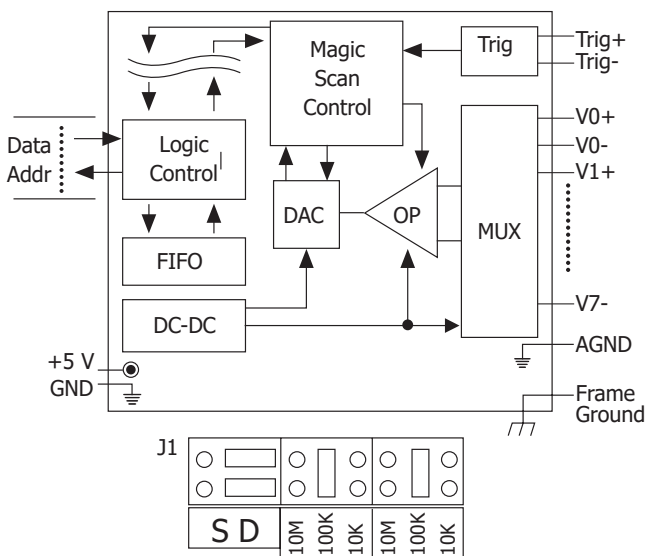 Magic
Scan
Control
Trig
Trig+
Trig-
Data
Addr
Logic
Control
V0+
V0-
V1+
DAC
OP
MUX
FIFO
DC-DC
V7-
AGND
+5 V
GND
Frame
Ground
J1
S D
10M
100K
10K
10M
100K
10K